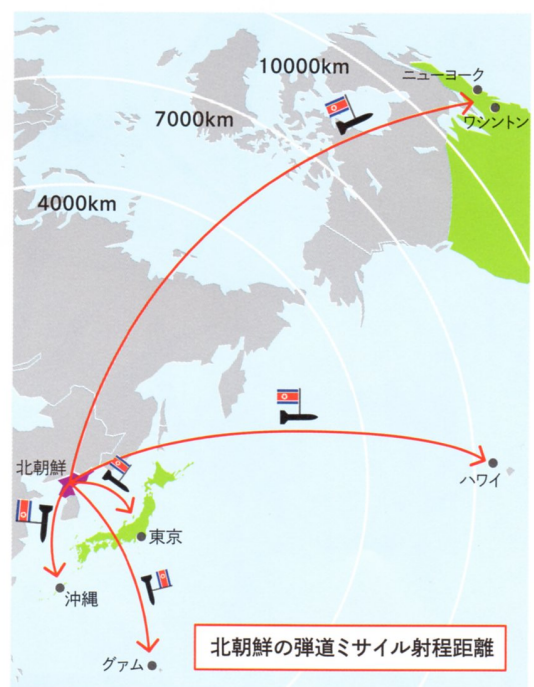 10000km
ニューヨーク
7000km
ワシントン
4000km
北朝鮮
ハワイ
東京
沖縄
グァム
北朝鮮の弾道ミサイル射程距離